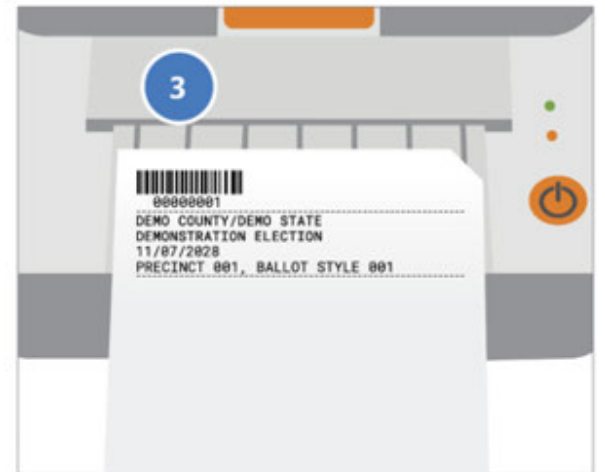 3
00000001
DEMO COUNTY/DEMO STATE
DEMONSTRATION ELECTION
11/07/2028
PRECINCT 001, BALLOT STYLE 001